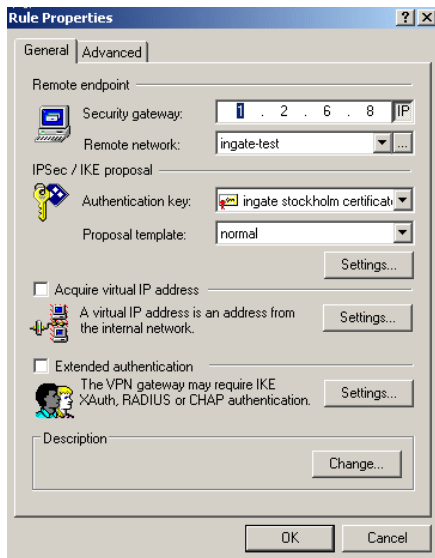 Rule Properties
General
Advanced
Remote endpoint
Security gateway:
1 . 2 . 6 . 8
IP
Remote network:
ingate-test
...
IPSec / IKE proposal
Authentication key:
ingate stockholm certificat
Proposal template:
normal
Settings...
Acquire virtual IP address
A virtual IP address is an address from
the internal network.
Settings...
Extended authentication
The VPN gateway may require IKE
XAuth, RADIUS or CHAP authentication.
Settings...
Description
Change...
OK
Cancel